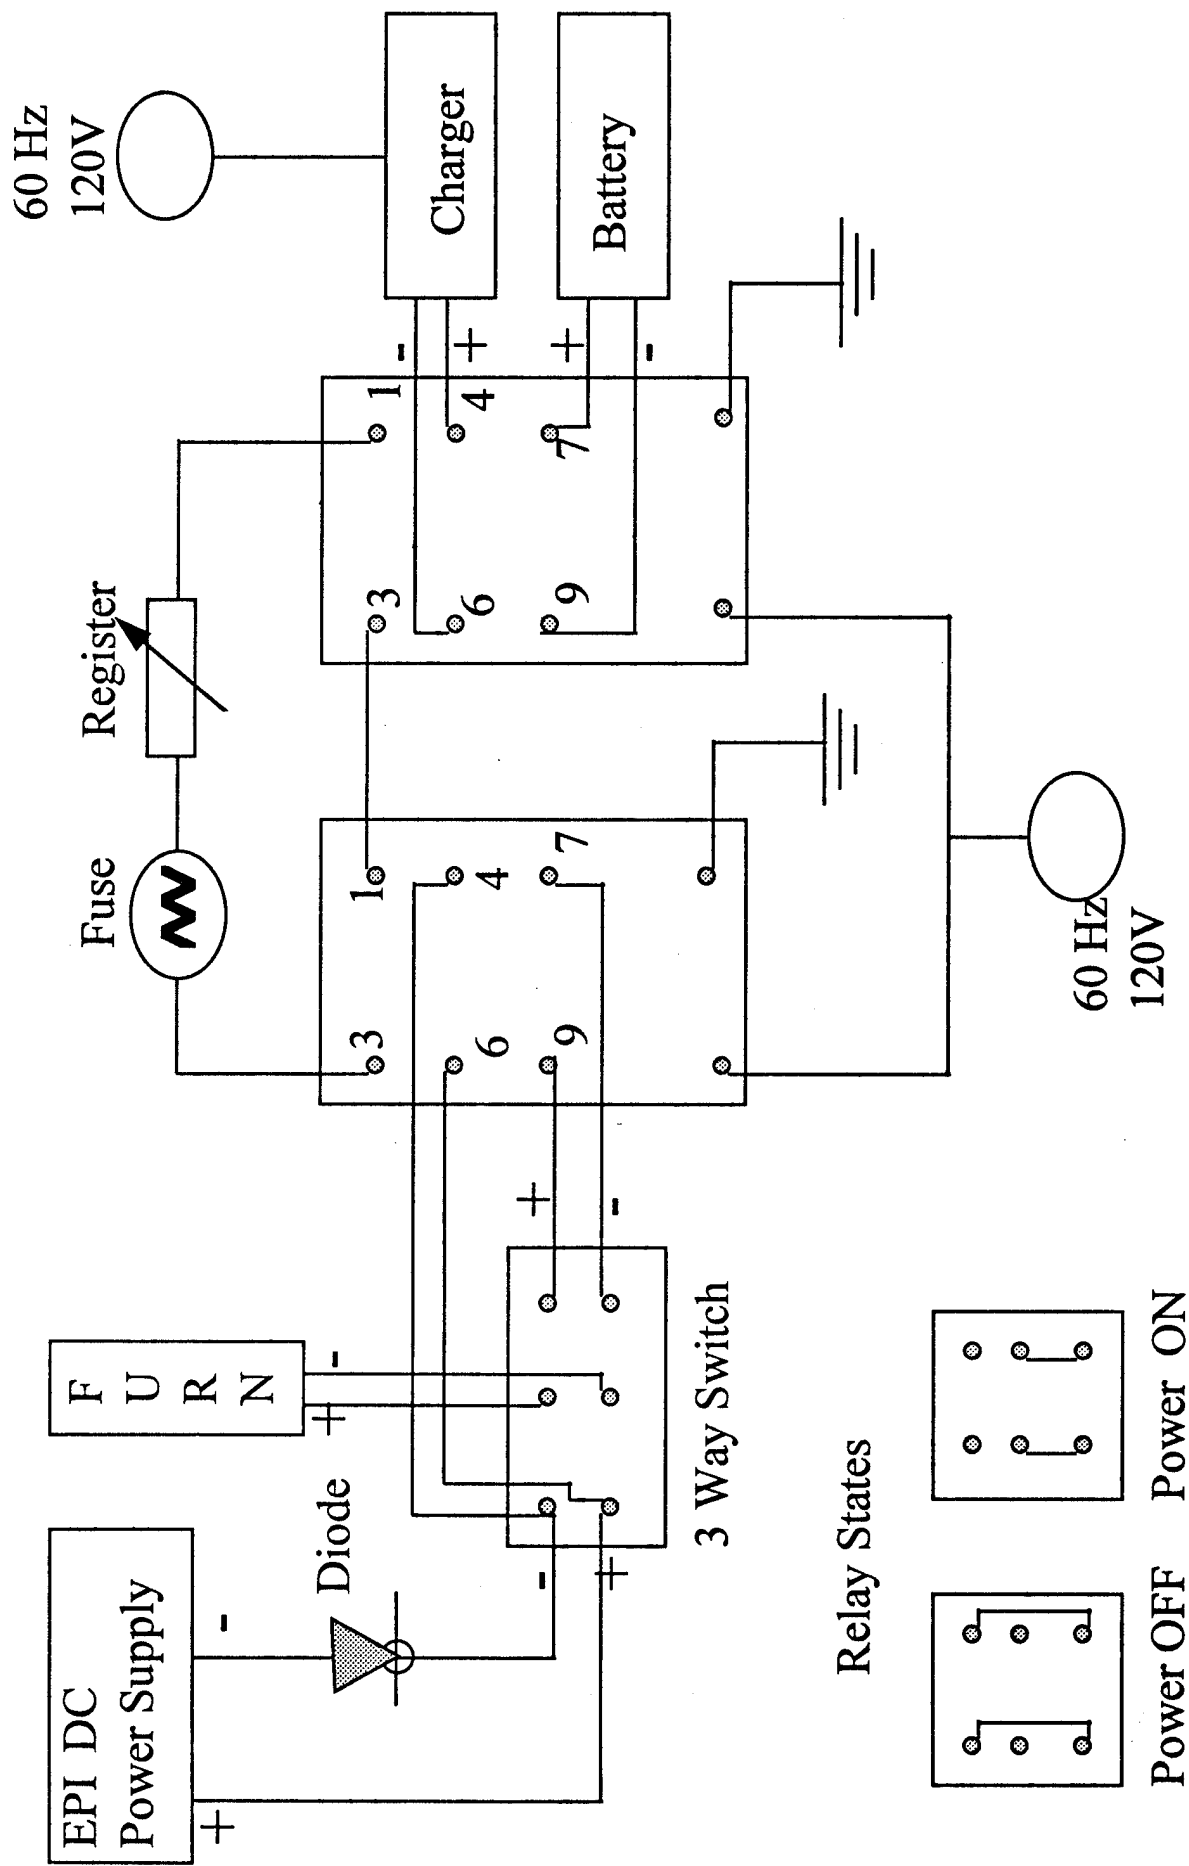 60 Hz
120V
Charger
-
+
Battery
+
-
Register
Fuse
1
4
7
3
6
9
1
4
7
3
6
9
+
-
3 Way Switch
F
U
R
N
-
+
EPI DC
Power Supply
-
+
Diode
-
+
60 Hz
120V
Relay States
Power OFF
Power ON